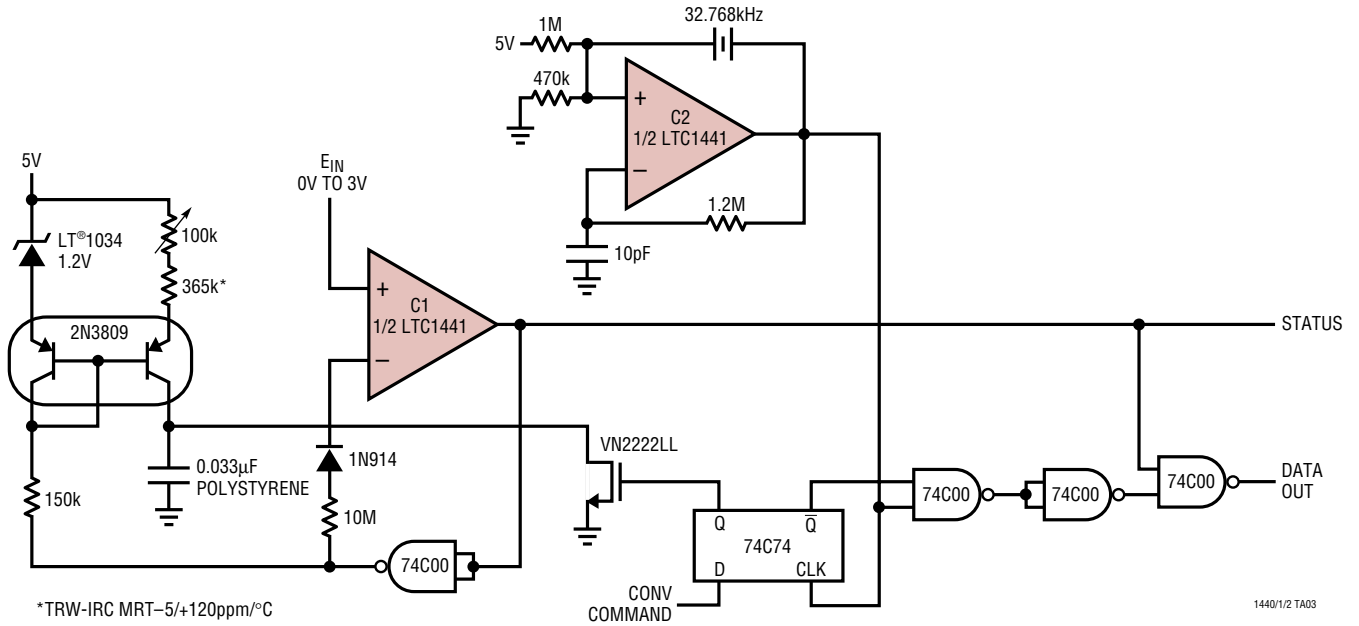 32.768kHz
1M
5V
470k
+
C2
1/2 LTC1441
–
1.2M
10pF
5V
LT®1034
1.2V
100k
365k*
2N3809
EIN
0V TO 3V
+
C1
1/2 LTC1441
–
STATUS
0.033µF
POLYSTYRENE
150k
1N914
10M
74C00
VN2222LL
Q
Q̅
74C74
D
CLK
CONV
COMMAND
74C00
74C00
74C00
DATA
OUT
*TRW-IRC MRT–5/+120ppm/°C
1440/1/2 TA03